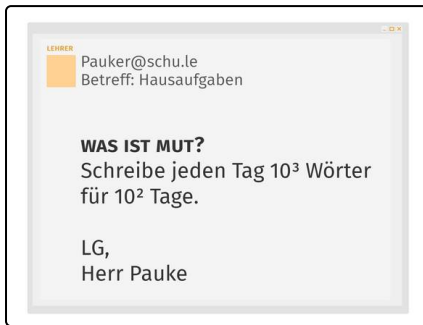 LEHRER
Pauker@schu.le
Betreff: Hausaufgaben
WAS IST MUT?
Schreibe jeden Tag 10³ Wörter
für 10² Tage.
LG,
Herr Pauke